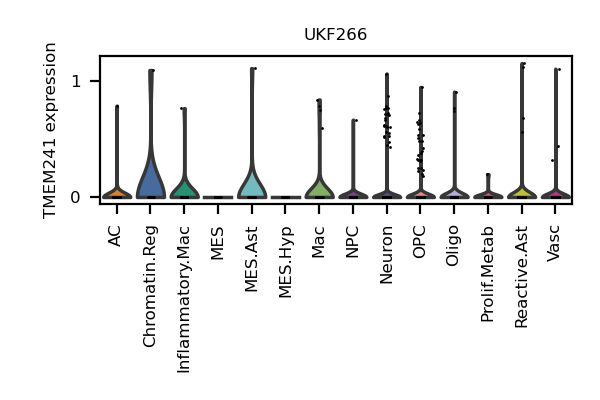 UKF266
TMEM241 expression
1
0
AC
Chromatin.Reg
Inflammatory.Mac
MES
MES.Ast
MES.Hyp
Mac
NPC
Neuron
OPC
Oligo
Prolif.Metab
Reactive.Ast
Vasc